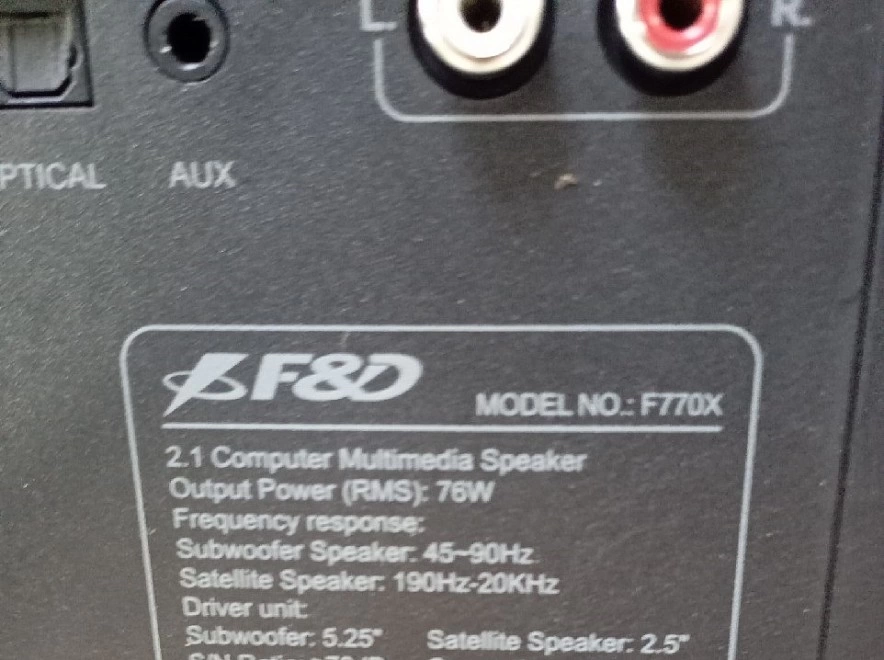 L. R.
PTICAL AUX
F&D MODEL NO.: F770X
2.1 Computer Multimedia Speaker
Output Power (RMS): 76W
Frequency response:
Subwoofer Speaker: 45~90Hz
Satellite Speaker: 190Hz-20KHz
Driver unit:
Subwoofer: 5.25" Satellite Speaker: 2.5"